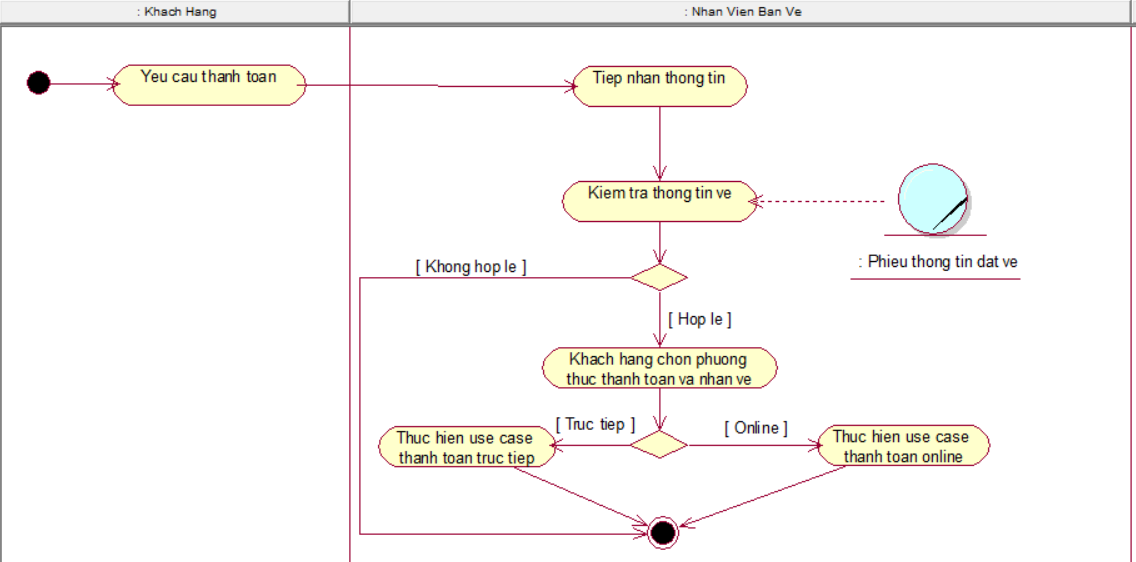 : Khach Hang
: Nhan Vien Ban Ve
Yeu cau thanh toan
Tiep nhan thong tin
Kiem tra thong tin ve
: Phieu thong tin dat ve
[ Khong hop le ]
[ Hop le ]
Khach hang chon phuong
thuc thanh toan va nhan ve
[ Truc tiep ]
[ Online ]
Thuc hien use case
thanh toan truc tiep
Thuc hien use case
thanh toan online